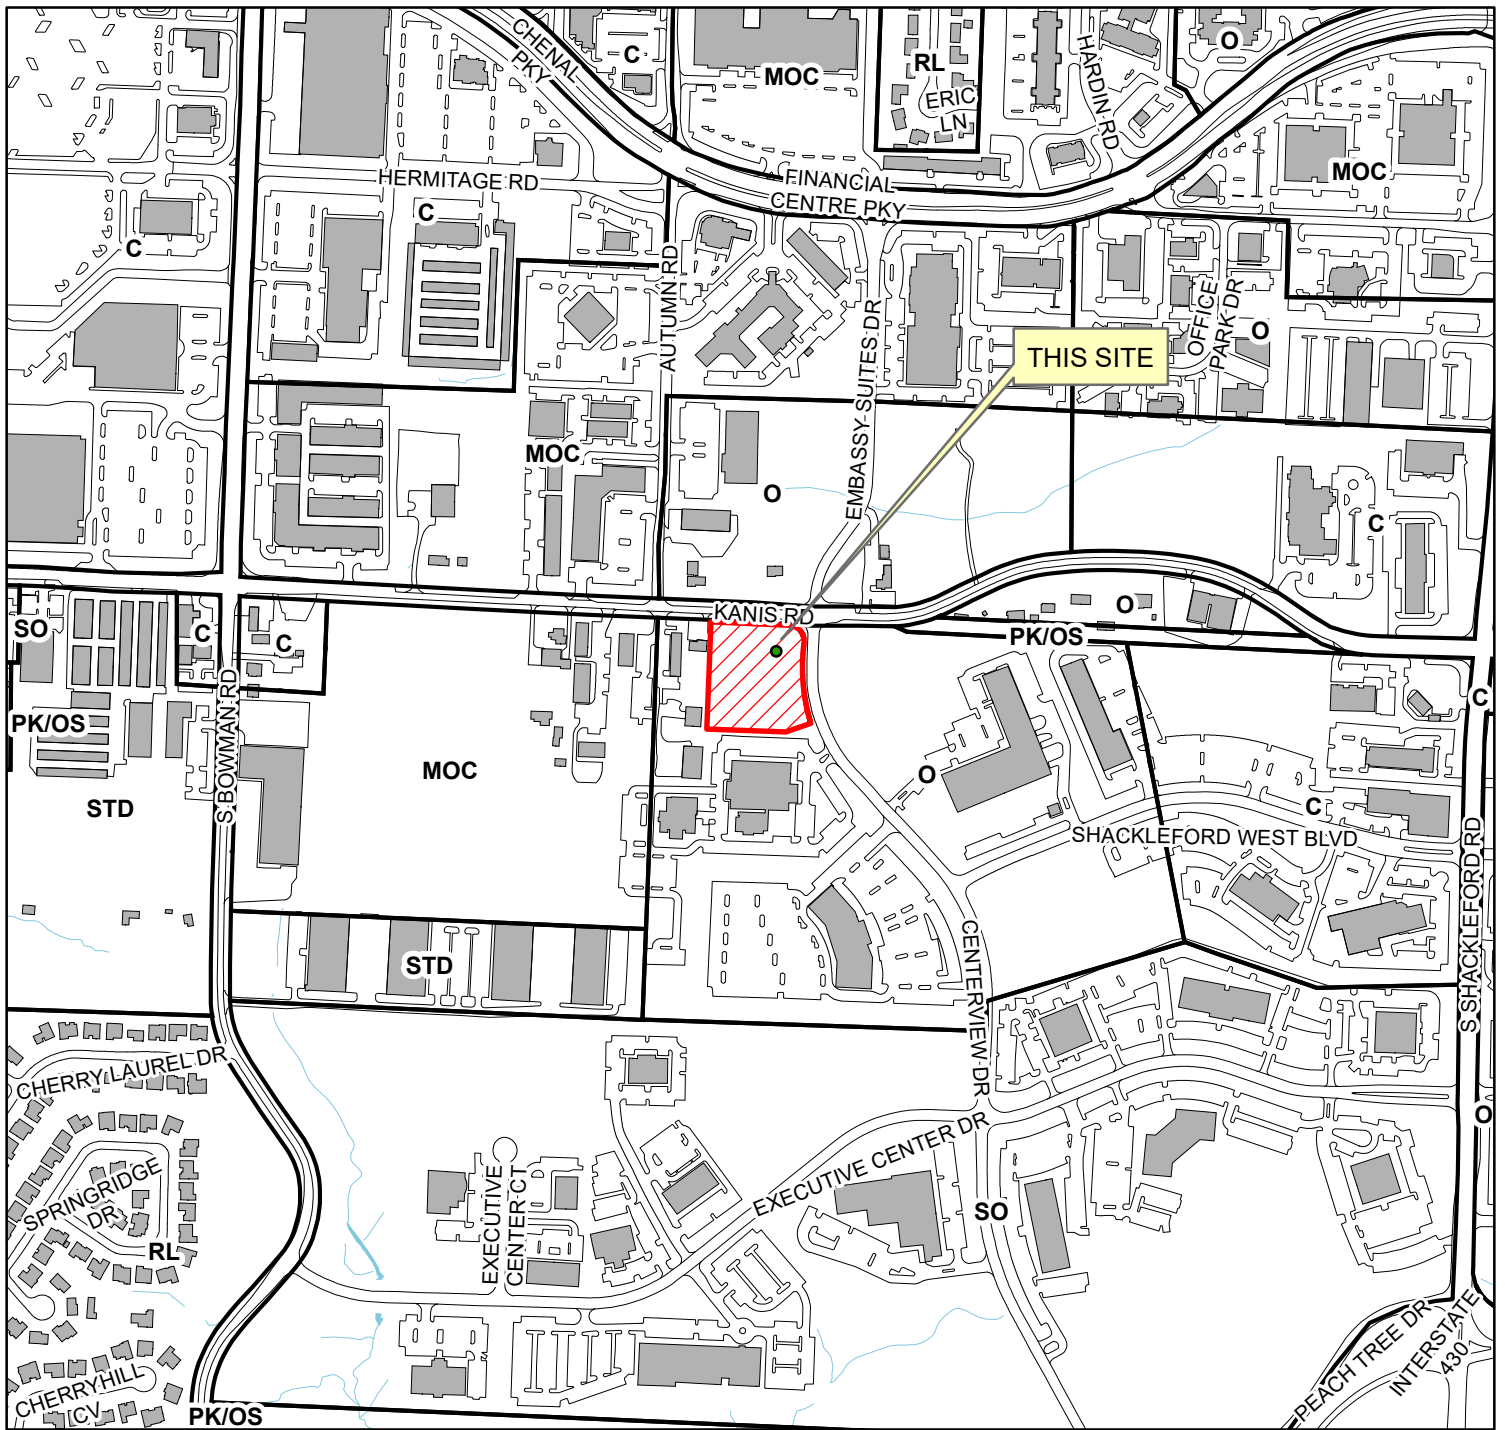 CHENAL
PKY
C
MOC
RL
ERIC
LN
HARDIN RD
O
MOC
HERMITAGE RD
FINANCIAL
CENTRE PKY
C
C
AUTUMN RD
EMBASSY SUITES DR
OFFICE
PARK DR
O
THIS SITE
MOC
O
C
KANIS RD
O
PK/OS
SO
C
C
S BOWMAN RD
PK/OS
STD
MOC
O
C
C
SHACKLEFORD WEST BLVD
S SHACKLEFORD RD
STD
CENTERVIEW DR
CHERRY LAUREL DR
O
SPRINGRIDGE
DR
RL
EXECUTIVE
CENTER CT
EXECUTIVE CENTER DR
SO
PEACH TREE DR
INTERSTATE
430
CHERRYHILL
CV
PK/OS